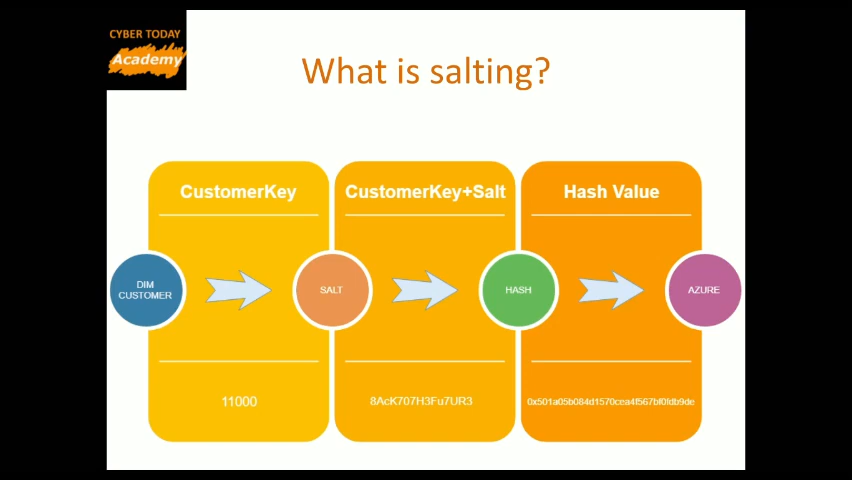 CYBER TODAY
Academy
What is salting?
CustomerKey
CustomerKey+Salt
Hash Value
DIM
CUSTOMER
SALT
HASH
AZURE
11000
8AcK707H3Fu7UR3
0x501a05b084d1570cea4f567bf0fdb9de